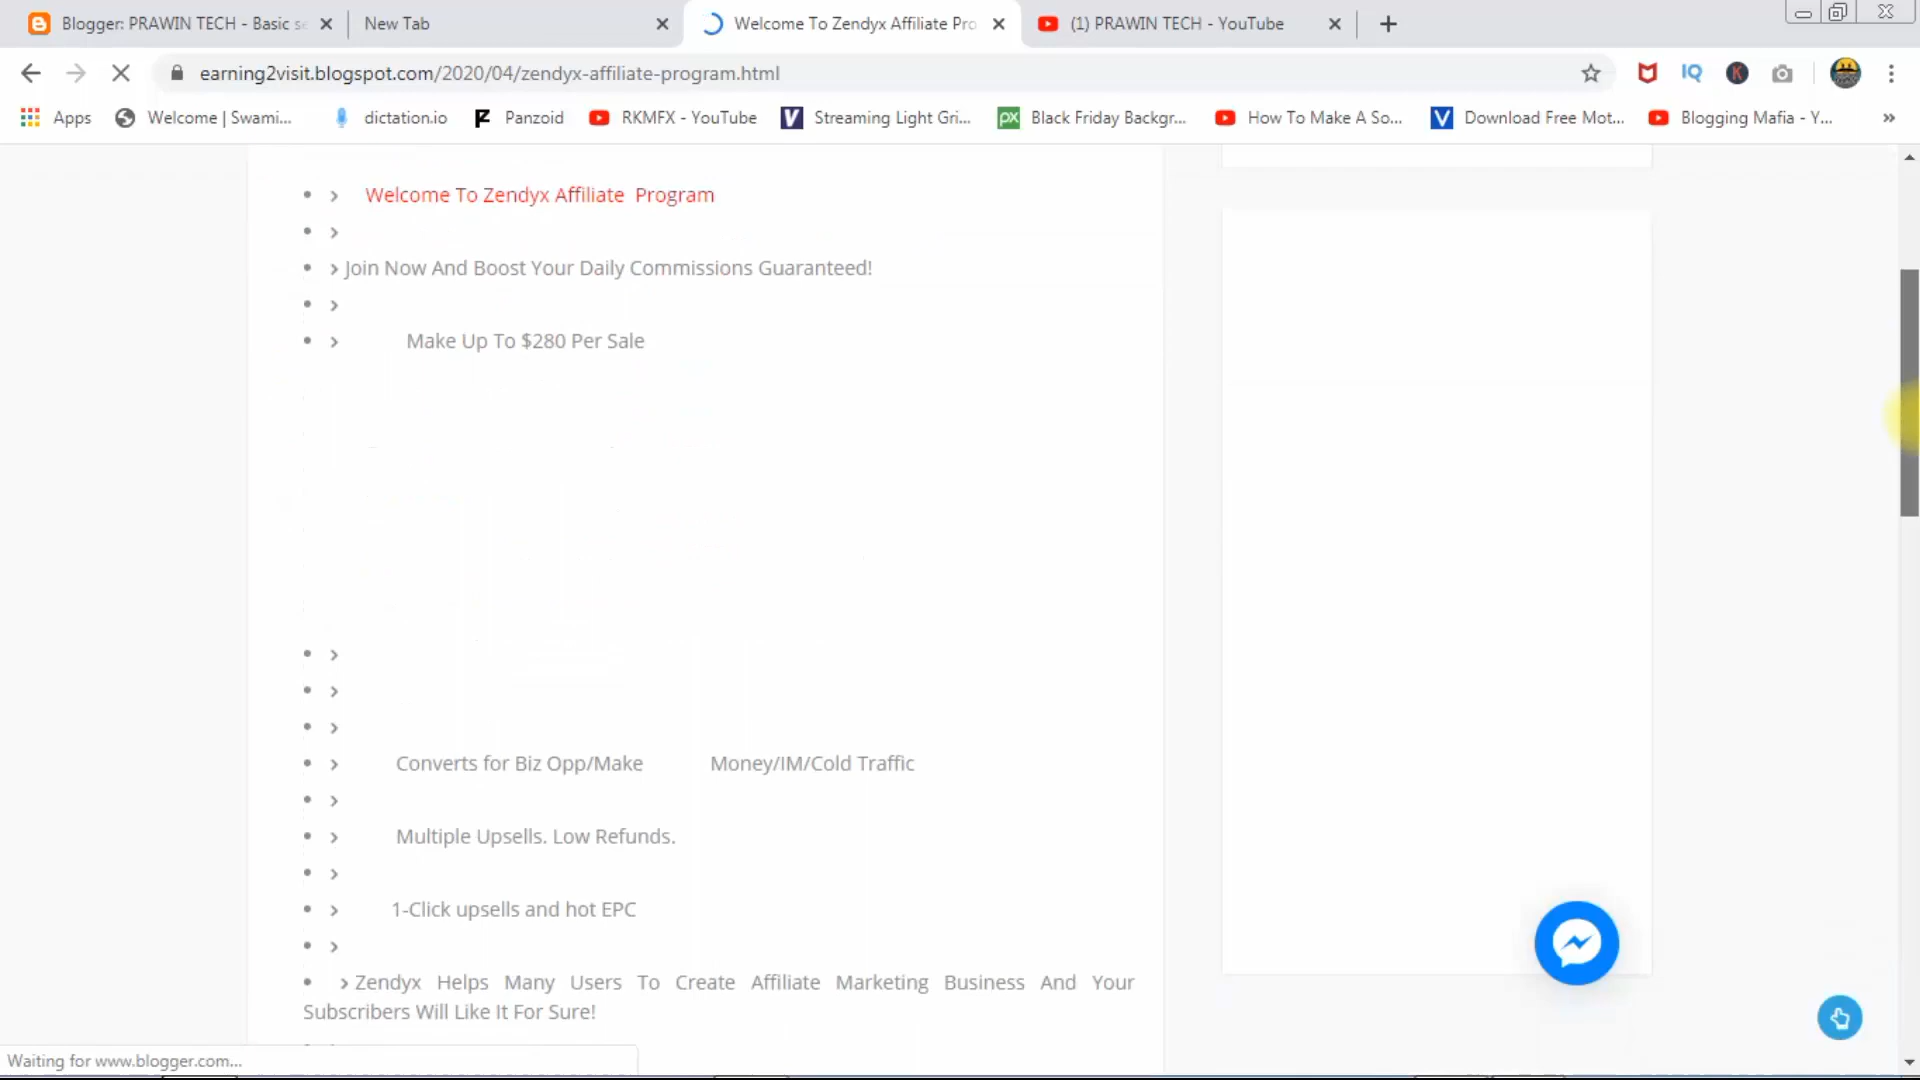 Blogger: PRAWIN TECH - Basic se
New Tab
Welcome To Zendyx Affiliate Pro
(1) PRAWIN TECH - YouTube
earning2visit.blogspot.com/2020/04/zendyx-affiliate-program.html
IQ
K
Apps
Welcome | Swami...
dictation.io
Panzoid
RKMFX - YouTube
Streaming Light Gri...
px
Black Friday Backgr...
How To Make A So...
Download Free Mot...
Blogging Mafia - Y...
Welcome To Zendyx Affiliate Program
Join Now And Boost Your Daily Commissions Guaranteed!
Make Up To $280 Per Sale
Converts for Biz Opp/Make Money/IM/Cold Traffic
Multiple Upsells. Low Refunds.
1-Click upsells and hot EPC
Zendyx Helps Many Users To Create Affiliate Marketing Business And Your
Subscribers Will Like It For Sure!
Waiting for www.blogger.com...